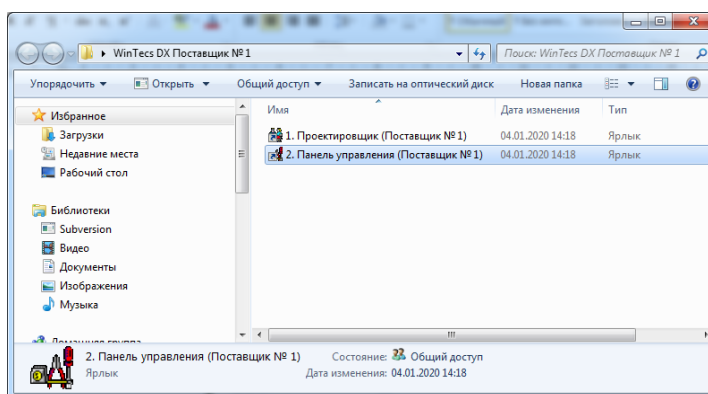 WinTecs DX Поставщик № 1
Поиск: WinTecs DX Поставщик № 1
Упорядочить Открыть Общий доступ Записать на оптический диск Новая папка
Избранное
Загрузки
Недавние места
Рабочий стол
Библиотеки
Subversion
Видео
Документы
Изображения
Музыка
Домашняя группа
Имя Дата изменения Тип
1. Проектировщик (Поставщик № 1) 04.01.2020 14:18 Ярлык
2. Панель управления (Поставщик № 1) 04.01.2020 14:18 Ярлык
2. Панель управления (Поставщик № 1) Состояние: Общий доступ
Ярлык Дата изменения: 04.01.2020 14:18